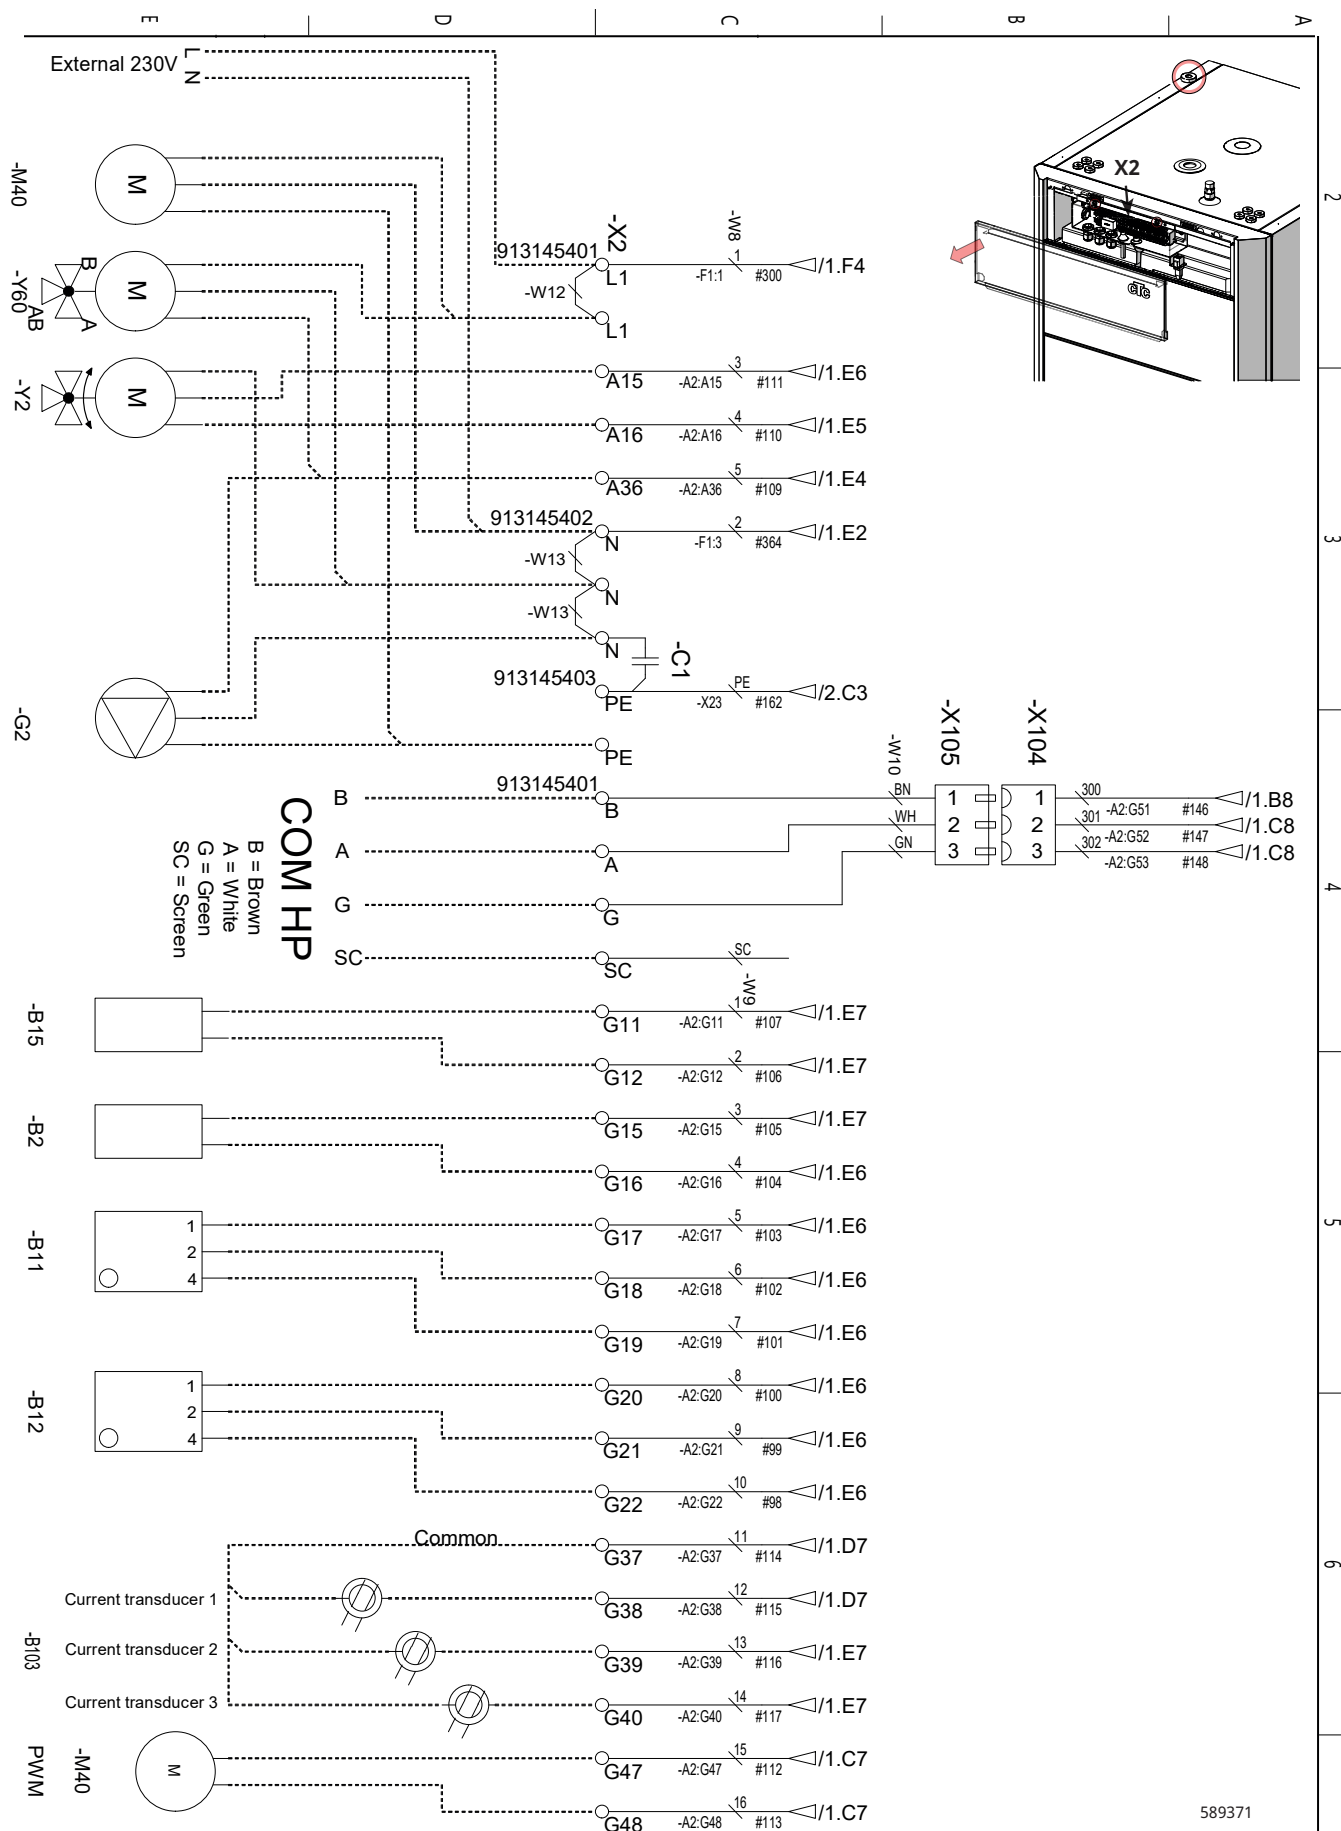 E D C B A
L
External 230V
N
-M40
M
X2
2
-X2
-W8
913145401
L1
1
-F1:1
#300
/1.F4
-Y60
B
A
AB
M
-W12
L1
cTc
-Y2
M
A15
3
-A2:A15
#111
/1.E6
A16
4
-A2:A16
#110
/1.E5
A36
5
-A2:A36
#109
/1.E4
913145402
N
2
-F1:3
#364
/1.E2
3
-W13
N
-W13
N
-C1
913145403
PE
PE
-X23
#162
/2.C3
-G2
PE
-X105
-X104
-W10
913145401
B
B
BN
1
1
300
-A2:G51
#146
/1.B8
WH
2
2
301
-A2:G52
#147
/1.C8
A
A
GN
3
3
302
-A2:G53
#148
/1.C8
COM HP
B = Brown
A = White
G = Green
SC = Screen
G
G
4
SC
SC
SC
-W9
-B15
G11
1
-A2:G11
#107
/1.E7
G12
2
-A2:G12
#106
/1.E7
-B2
G15
3
-A2:G15
#105
/1.E7
G16
4
-A2:G16
#104
/1.E6
-B11
1
2
4
G17
5
-A2:G17
#103
/1.E6
5
G18
6
-A2:G18
#102
/1.E6
G19
7
-A2:G19
#101
/1.E6
-B12
1
2
4
G20
8
-A2:G20
#100
/1.E6
G21
9
-A2:G21
#99
/1.E6
G22
10
-A2:G22
#98
/1.E6
Common
G37
11
-A2:G37
#114
/1.D7
6
Current transducer 1
G38
12
-A2:G38
#115
/1.D7
-B103
Current transducer 2
G39
13
-A2:G39
#116
/1.E7
Current transducer 3
G40
14
-A2:G40
#117
/1.E7
-M40
PWM
M
G47
15
-A2:G47
#112
/1.C7
G48
16
-A2:G48
#113
/1.C7
589371